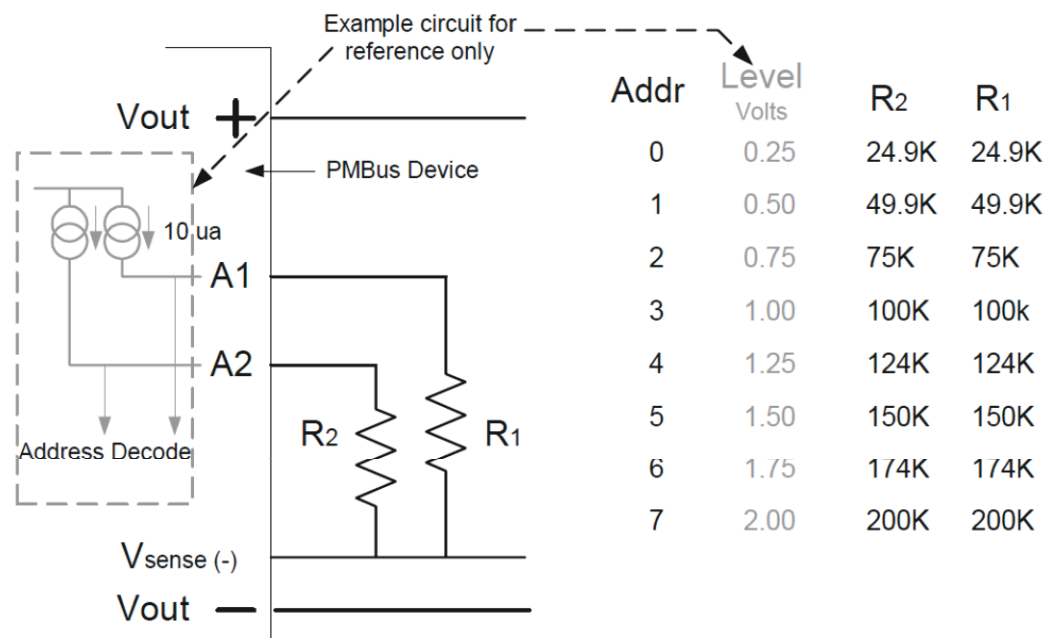 Example circuit for
reference only
Vout +
PMBus Device
10 ua
A1
A2
R2
R1
Address Decode
Vsense (-)
Vout −
Addr Level Volts R2 R1
0 0.25 24.9K 24.9K
1 0.50 49.9K 49.9K
2 0.75 75K 75K
3 1.00 100K 100k
4 1.25 124K 124K
5 1.50 150K 150K
6 1.75 174K 174K
7 2.00 200K 200K